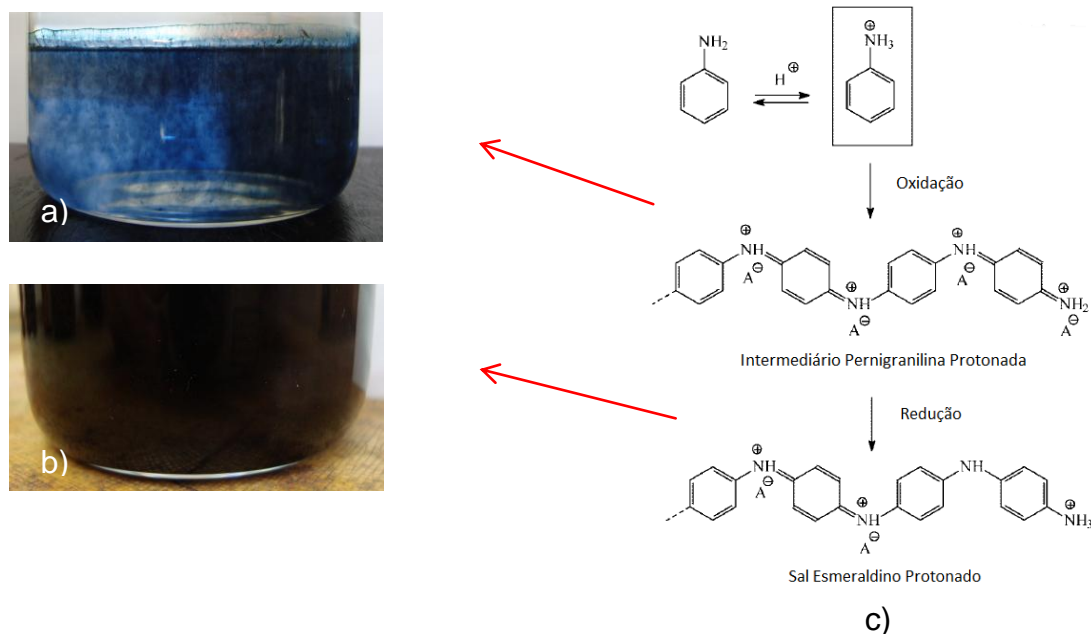 a)
b)
NH2
H⊕
⊕
NH3
Oxidação
⊕
NH
A⊖
⊕
NH
A⊖
⊕
NH
A⊖
⊕
NH2
A⊖
Intermediário Pernigranilina Protonada
Redução
⊕
NH
A⊖
⊕
NH
A⊖
NH
⊕
NH3
Sal Esmeraldino Protonado
c)